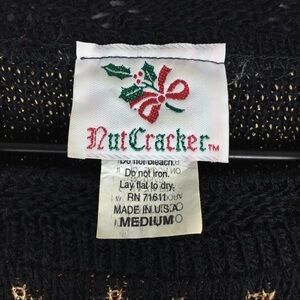 NutCracker™
Do not bleach.
Do not iron.
Lay flat to dry.
RN 71611
MADE IN U.S.A
MEDIUM